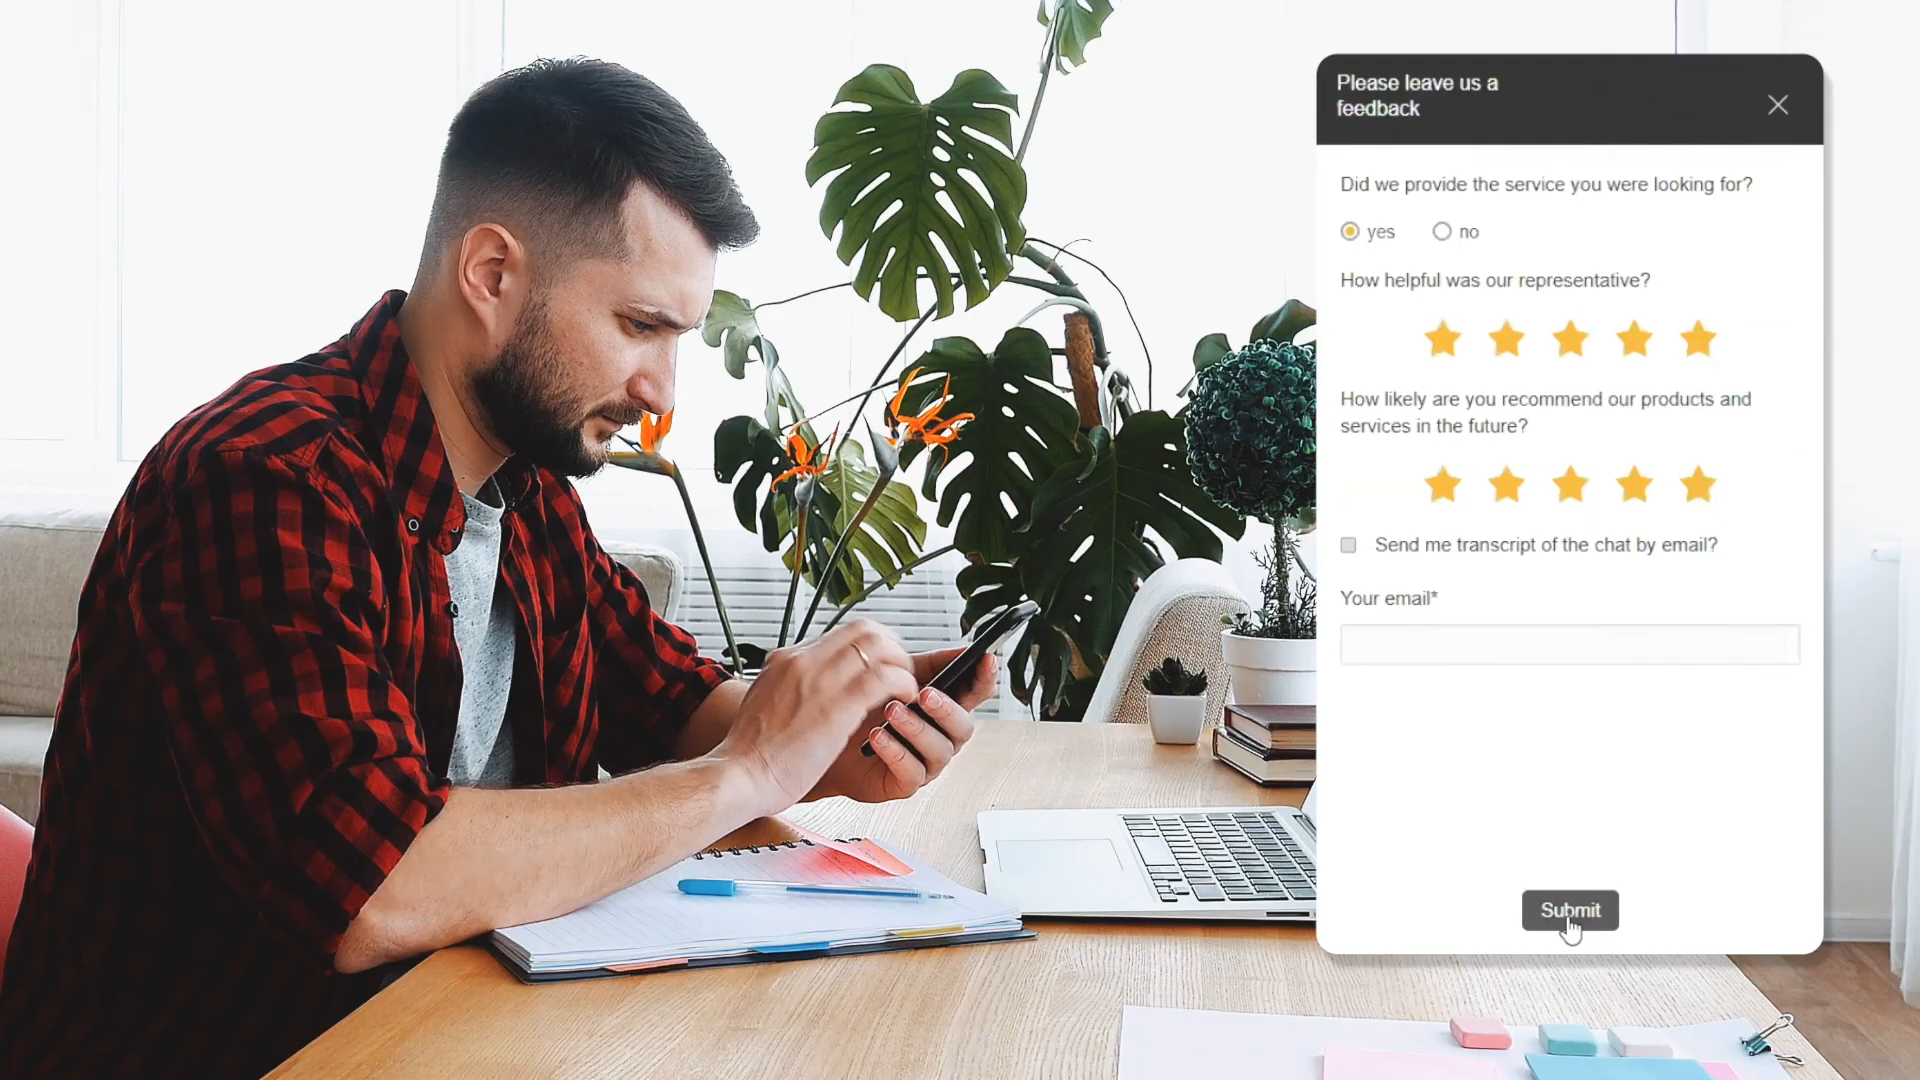 Please leave us a
feedback
Did we provide the service you were looking for?
yes no
How helpful was our representative?
How likely are you recommend our products and
services in the future?
Send me transcript of the chat by email?
Your email*
Submit